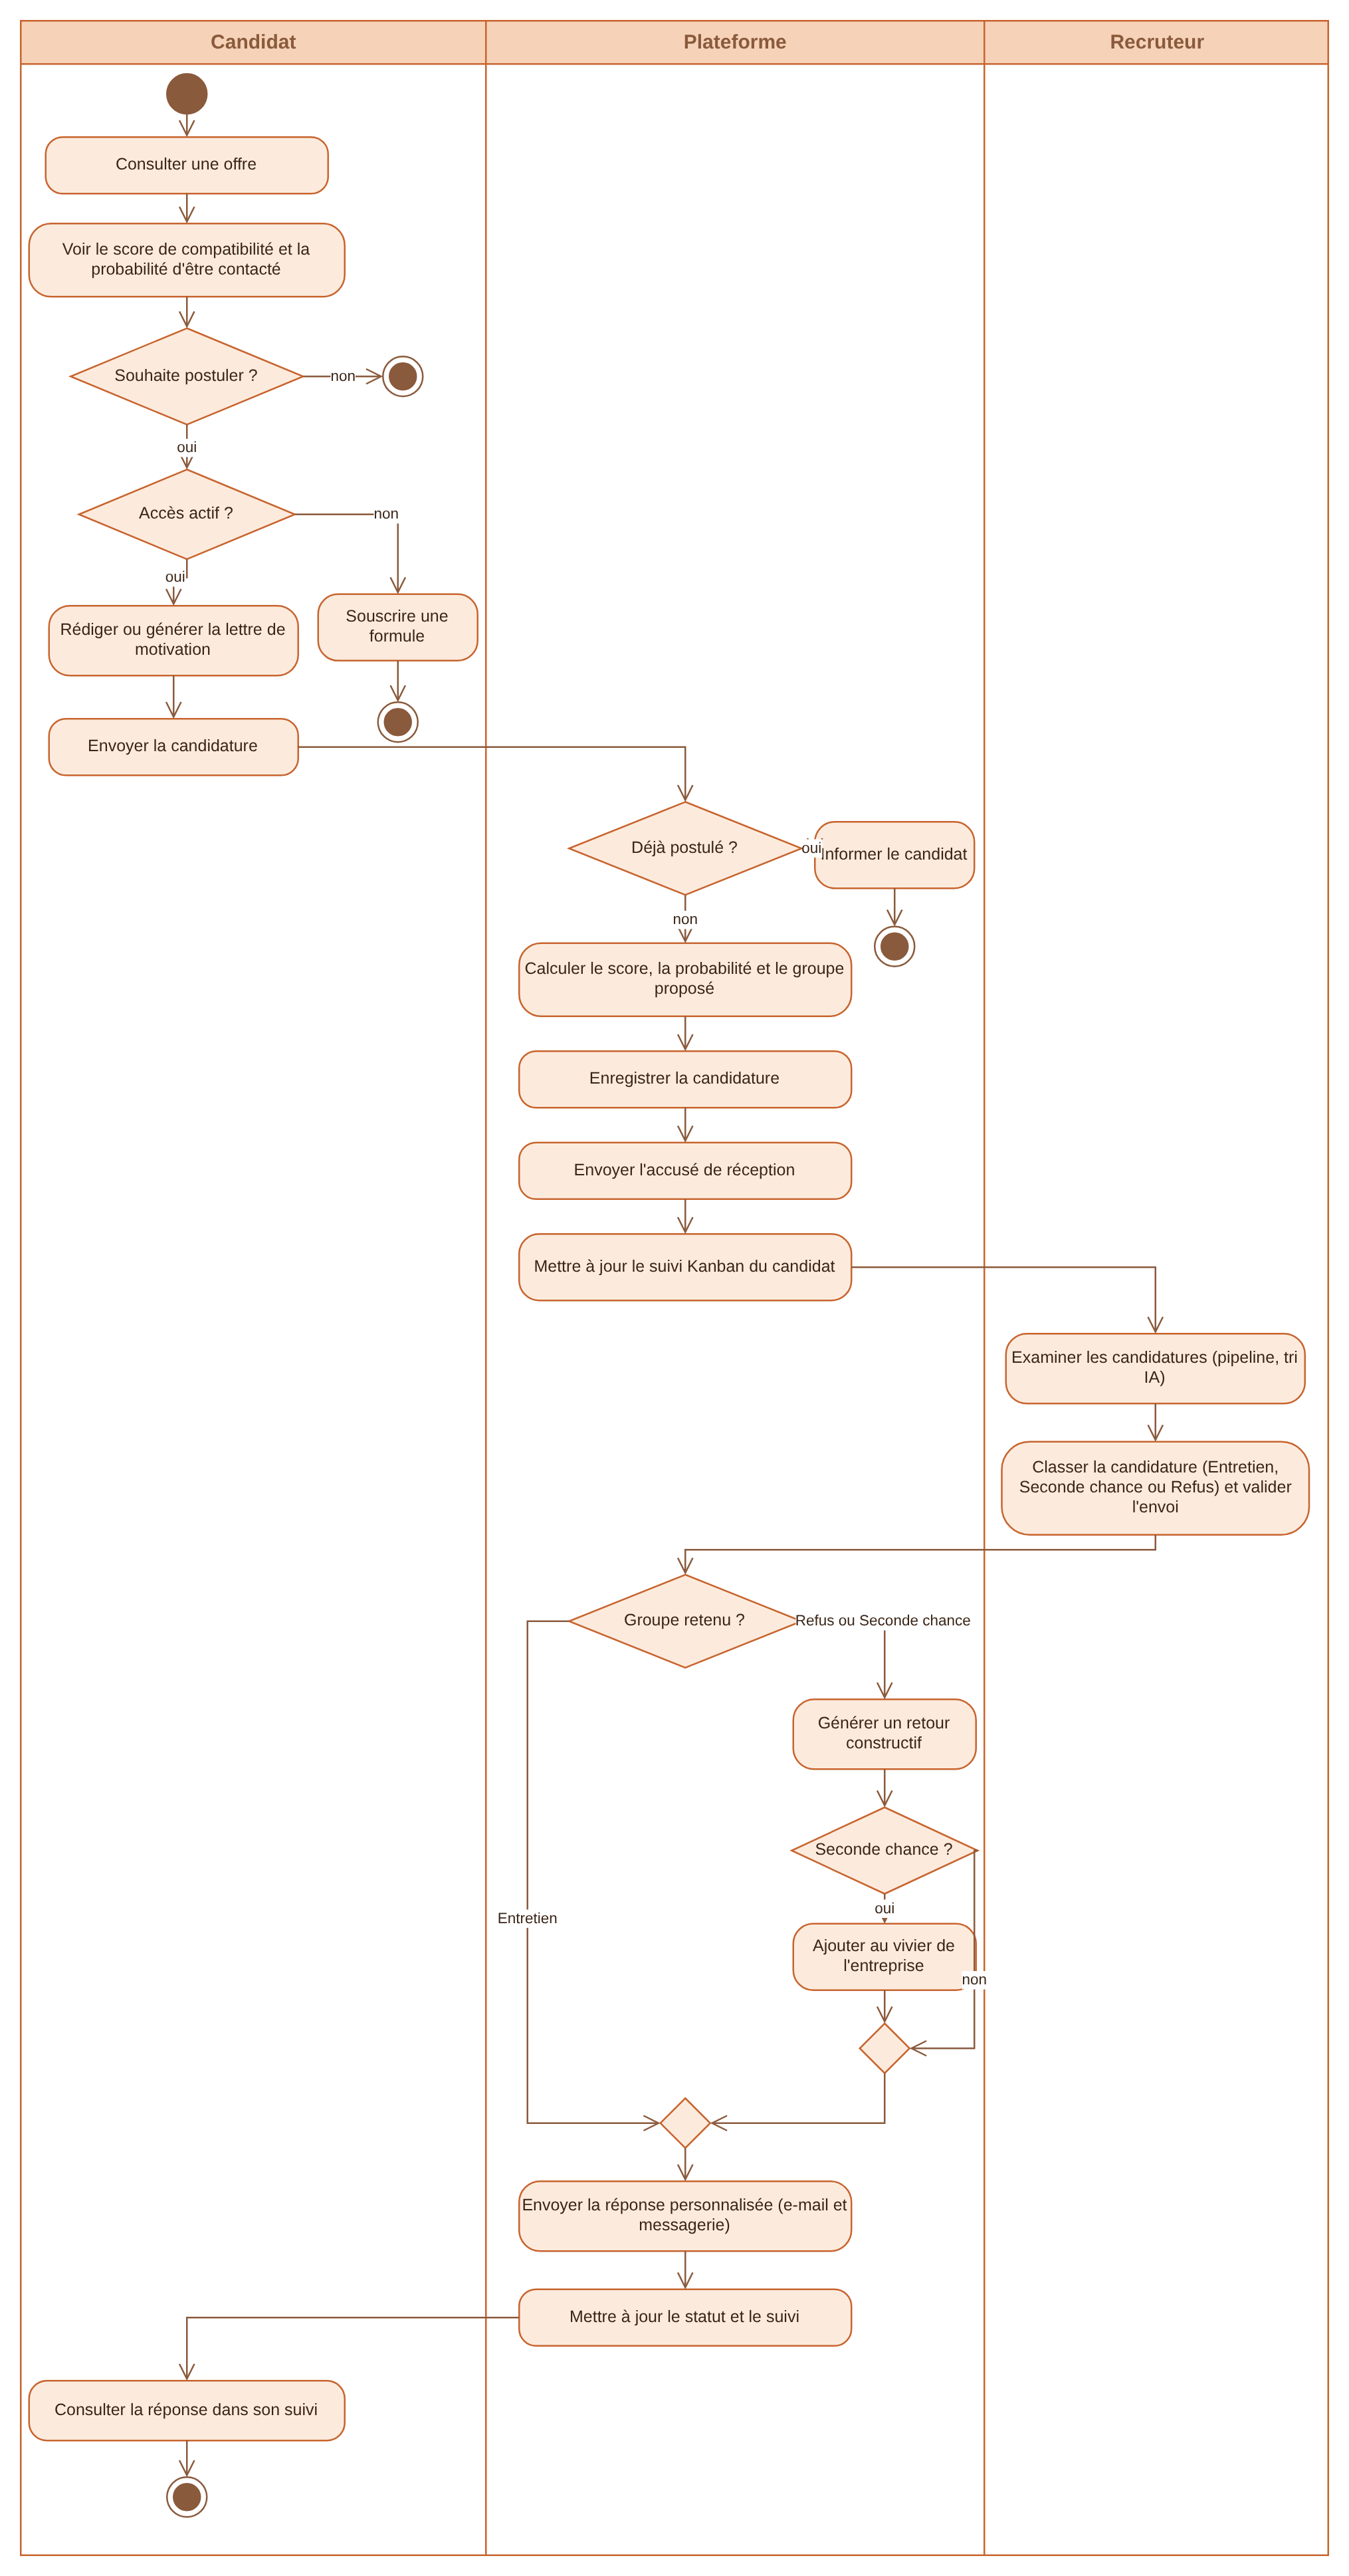 Candidat
Plateforme
Recruteur
Consulter une offre
Voir le score de compatibilité et la
probabilité d'être contacté
Souhaite postuler ?
non
oui
Accès actif ?
non
oui
Rédiger ou générer la lettre de
motivation
Souscrire une
formule
Envoyer la candidature
Déjà postulé ?
oui
Informer le candidat
non
Calculer le score, la probabilité et le groupe
proposé
Enregistrer la candidature
Envoyer l'accusé de réception
Mettre à jour le suivi Kanban du candidat
Examiner les candidatures (pipeline, tri
IA)
Classer la candidature (Entretien,
Seconde chance ou Refus) et valider
l'envoi
Groupe retenu ?
Refus ou Seconde chance
Générer un retour
constructif
Seconde chance ?
oui
Entretien
Ajouter au vivier de
l'entreprise
non
Envoyer la réponse personnalisée (e-mail et
messagerie)
Mettre à jour le statut et le suivi
Consulter la réponse dans son suivi